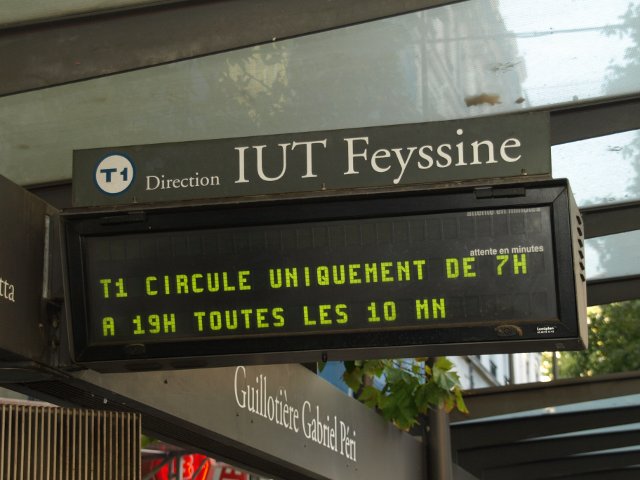 T1 Direction IUT Feyssine
attente en minutes
attente en minutes
T1 CIRCULE UNIQUEMENT DE 7H
A 19H TOUTES LES 10 MN
Lumiplan
Guillotière Gabriel Péri